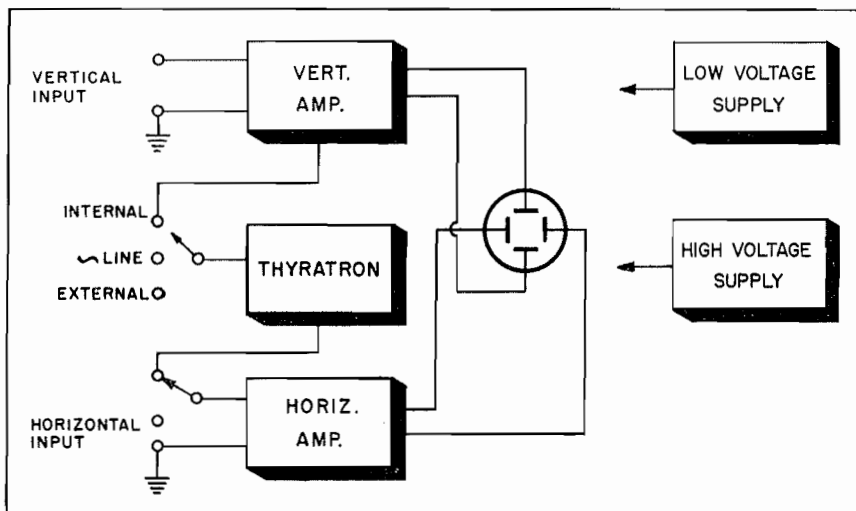 VERTICAL
INPUT
VERT.
AMP.
LOW VOLTAGE
SUPPLY
INTERNAL
∿ LINE
EXTERNAL
THYRATRON
HIGH VOLTAGE
SUPPLY
HORIZONTAL
INPUT
HORIZ.
AMP.